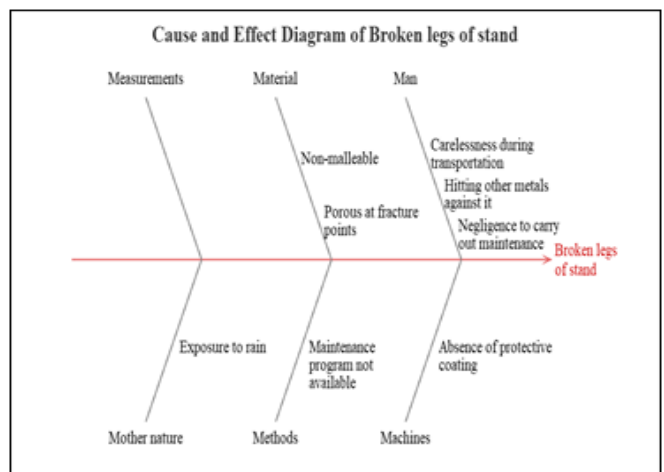 Cause and Effect Diagram of Broken legs of stand
Measurements
Material
Man
Non-malleable
Porous at fracture
points
Carelessness during
transportation
Hitting other metals
against it
Negligence to carry
out maintenance
Broken legs
of stand
Exposure to rain
Maintenance
program not
available
Absence of protective
coating
Mother nature
Methods
Machines